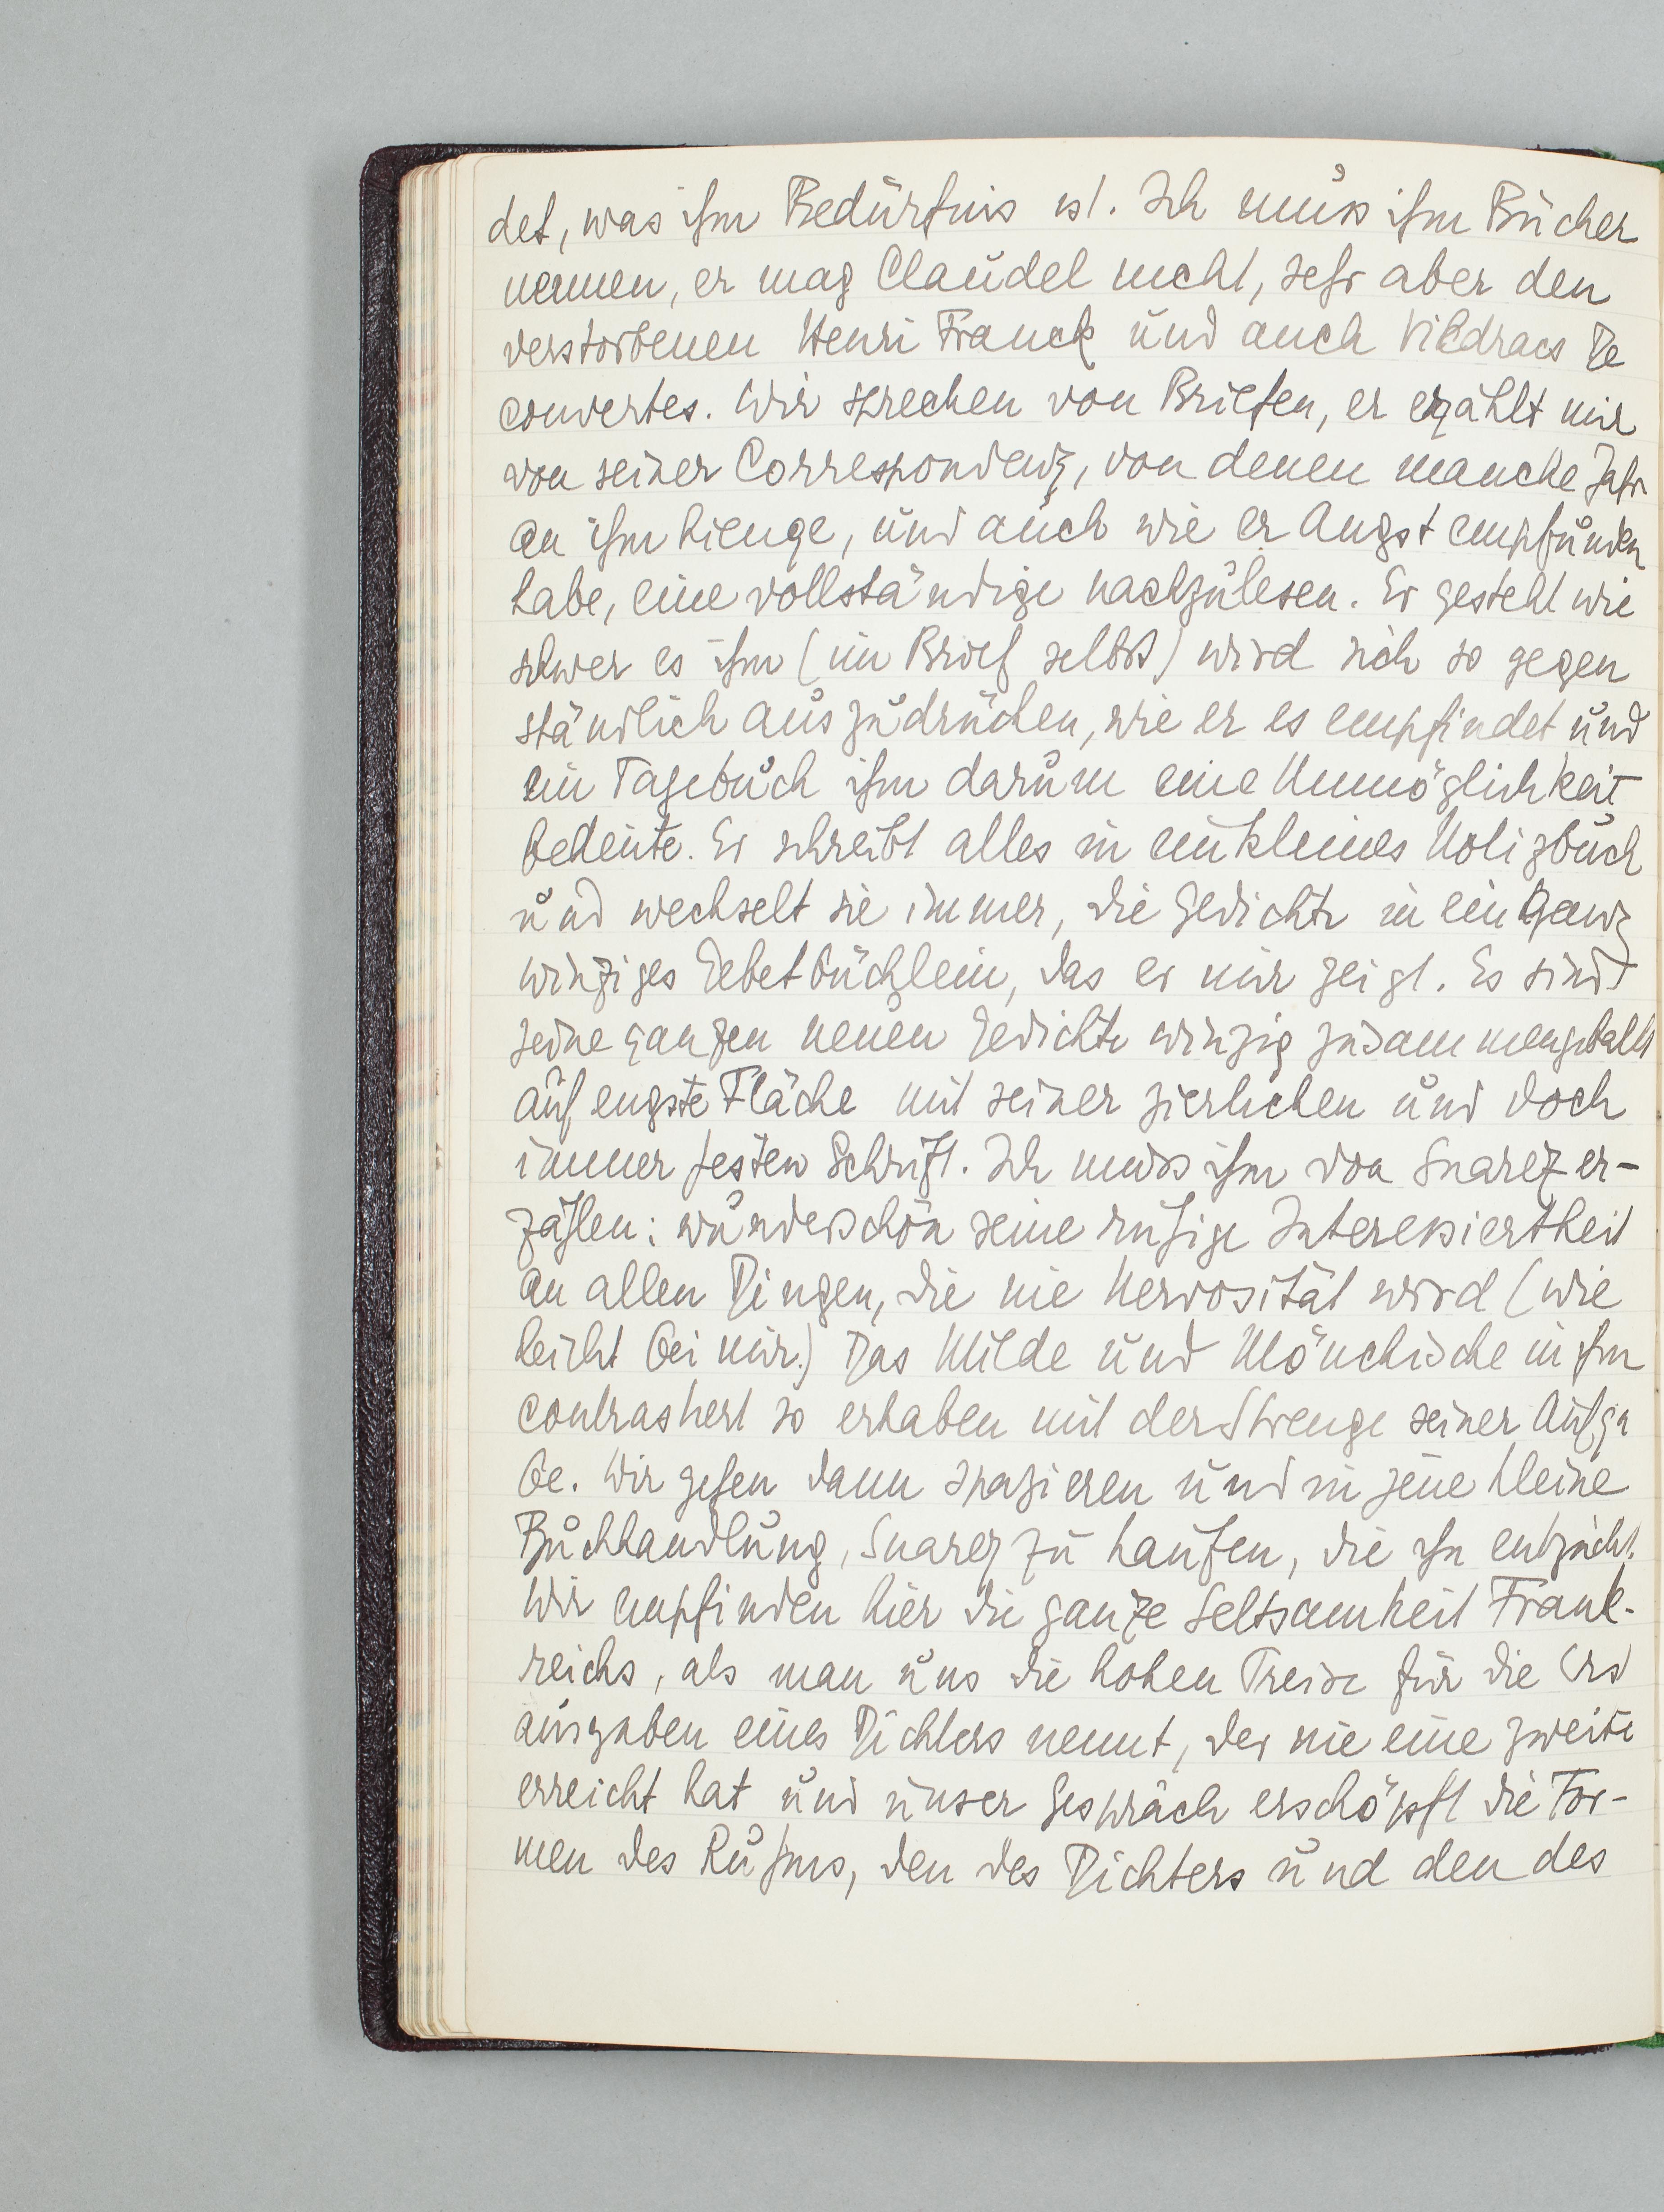 det, was ihm Bedürfnis ist. Ich muss ihm Bücher
nennen, er mag Claudel nicht, sehr aber den
verstorbenen Henri Franck und auch Vildracs De
couvertes. Wir sprechen von Briefen, er erzählt mir
von seiner Correspondenz, von denen manche Jahr
an ihm hienge, und auch wie er Angst empfunden
habe, eine vollständige nachzulesen. Er gesteht wie
schwer es ihm (im Brief selbst) wird sich so gegen
ständlich auszudrücken, wie er es empfindet und
ein Tagebuch ihm darum eine Unmöglichkeit
bedeute. Er schreibt alles in ein kleines Notizbuch
und wechselt sie immer, die Gedichte in ein ganz
winziges Gebetbüchlein, das er mir zeigt. Es sind
seine ganzen neuen Gedichte winzig zusammengeballt
auf engste Fläche mit seiner zierlichen und doch
immer festen Schrift. Ich muss ihm von Suarez er-
zählen: wunderschön seine ruhige Interessiertheit
an allen Dingen, die nie Nervosität wird (wie
leicht bei mir.) Das Milde und Mönchische in ihm
contrastiert so erhaben mit der Strenge seiner Aufga
be. Wir gehen dann spazieren und in jene kleine
Buchhandlung, Suarez zu kaufen, die ihn entzückt.
Wir empfinden hier die ganze Seltsamkeit Frank-
reichs, als man uns die hohen Preise für die Erst
ausgaben eines Dichters nennt, der nie eine zweite
erreicht hat und unser Gespräch erschöpft die For-
men des Ruhms, den des Dichters und den des